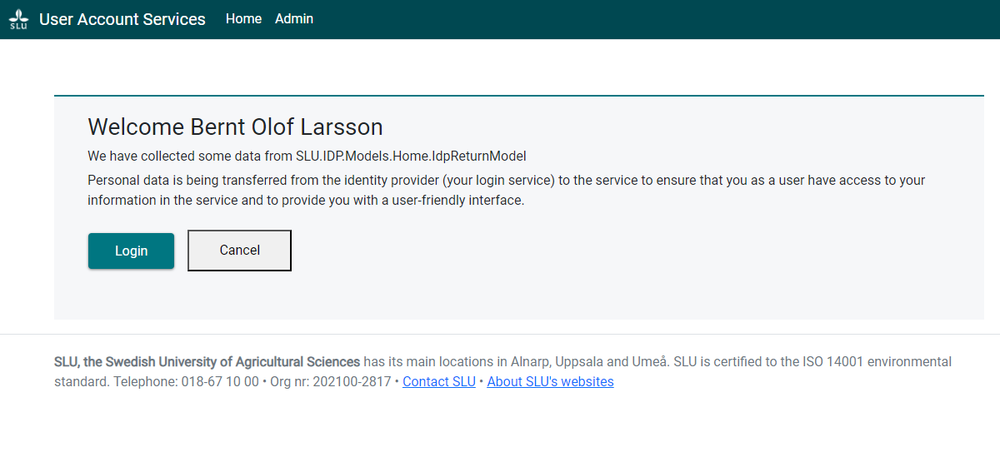 SLU
User Account Services Home Admin
Welcome Bernt Olof Larsson
We have collected some data from SLU.IDP.Models.Home.IdpReturnModel
Personal data is being transferred from the identity provider (your login service) to the service to ensure that you as a user have access to your
information in the service and to provide you with a user-friendly interface.
Login Cancel
SLU, the Swedish University of Agricultural Sciences has its main locations in Alnarp, Uppsala and Umeå. SLU is certified to the ISO 14001 environmental
standard. Telephone: 018-67 10 00 • Org nr: 202100-2817 • Contact SLU • About SLU's websites